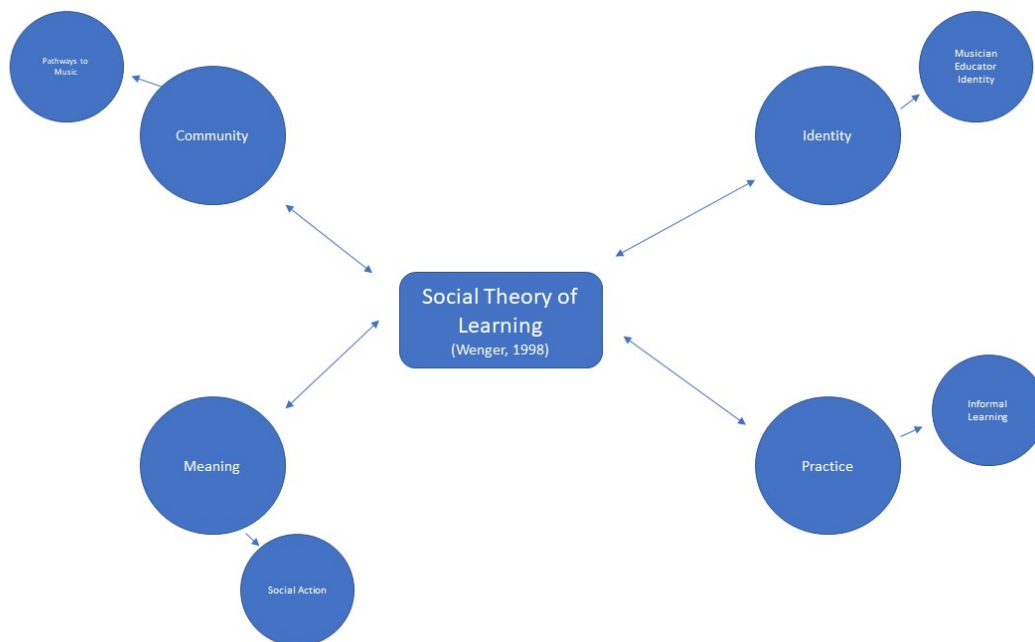 Pathways to
Music
Community
Musician
Educator
Identity
Identity
Social Theory of
Learning
(Wenger, 1998)
Meaning
Social Action
Informal
Learning
Practice